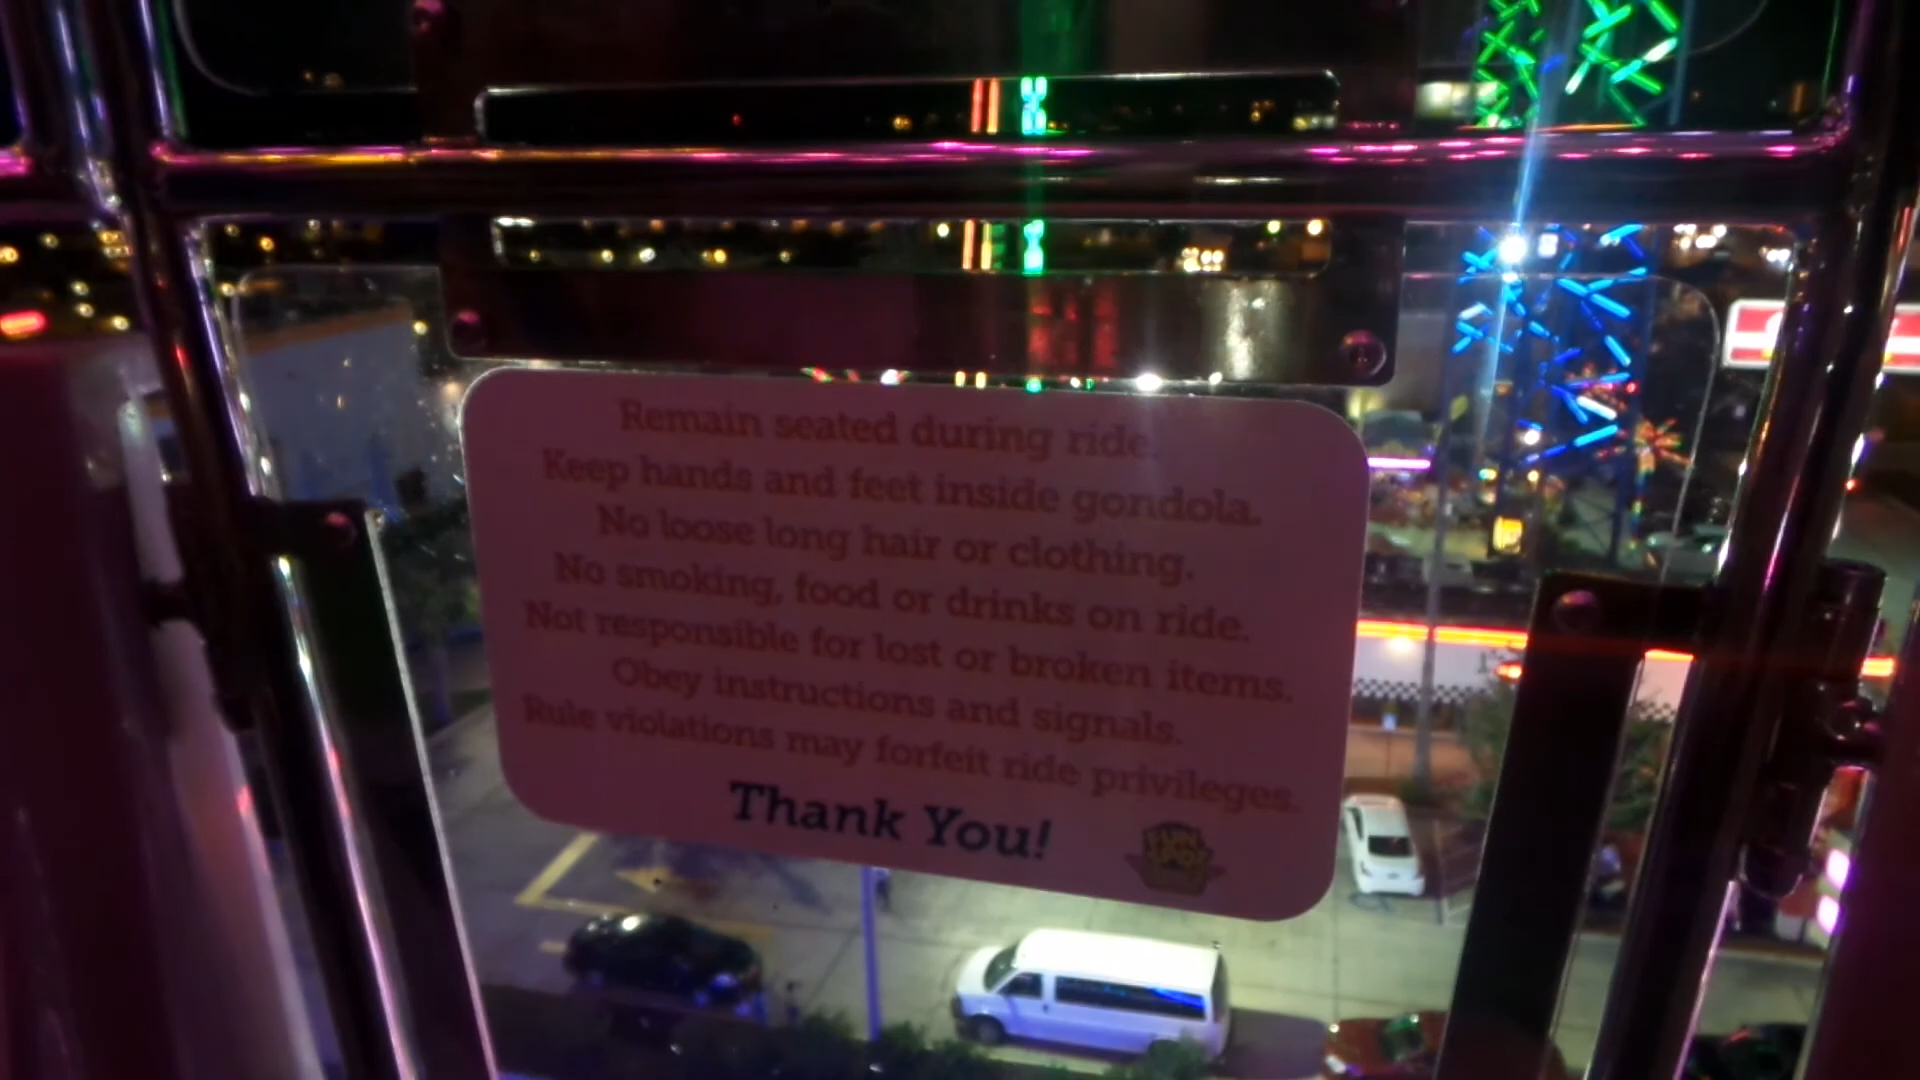 Remain seated during ride.
Keep hands and feet inside gondola.
No loose long hair or clothing.
No smoking, food or drinks on ride.
Not responsible for lost or broken items.
Obey instructions and signals.
Rule violations may forfeit ride privileges.
Thank You!
FUN
SPOT